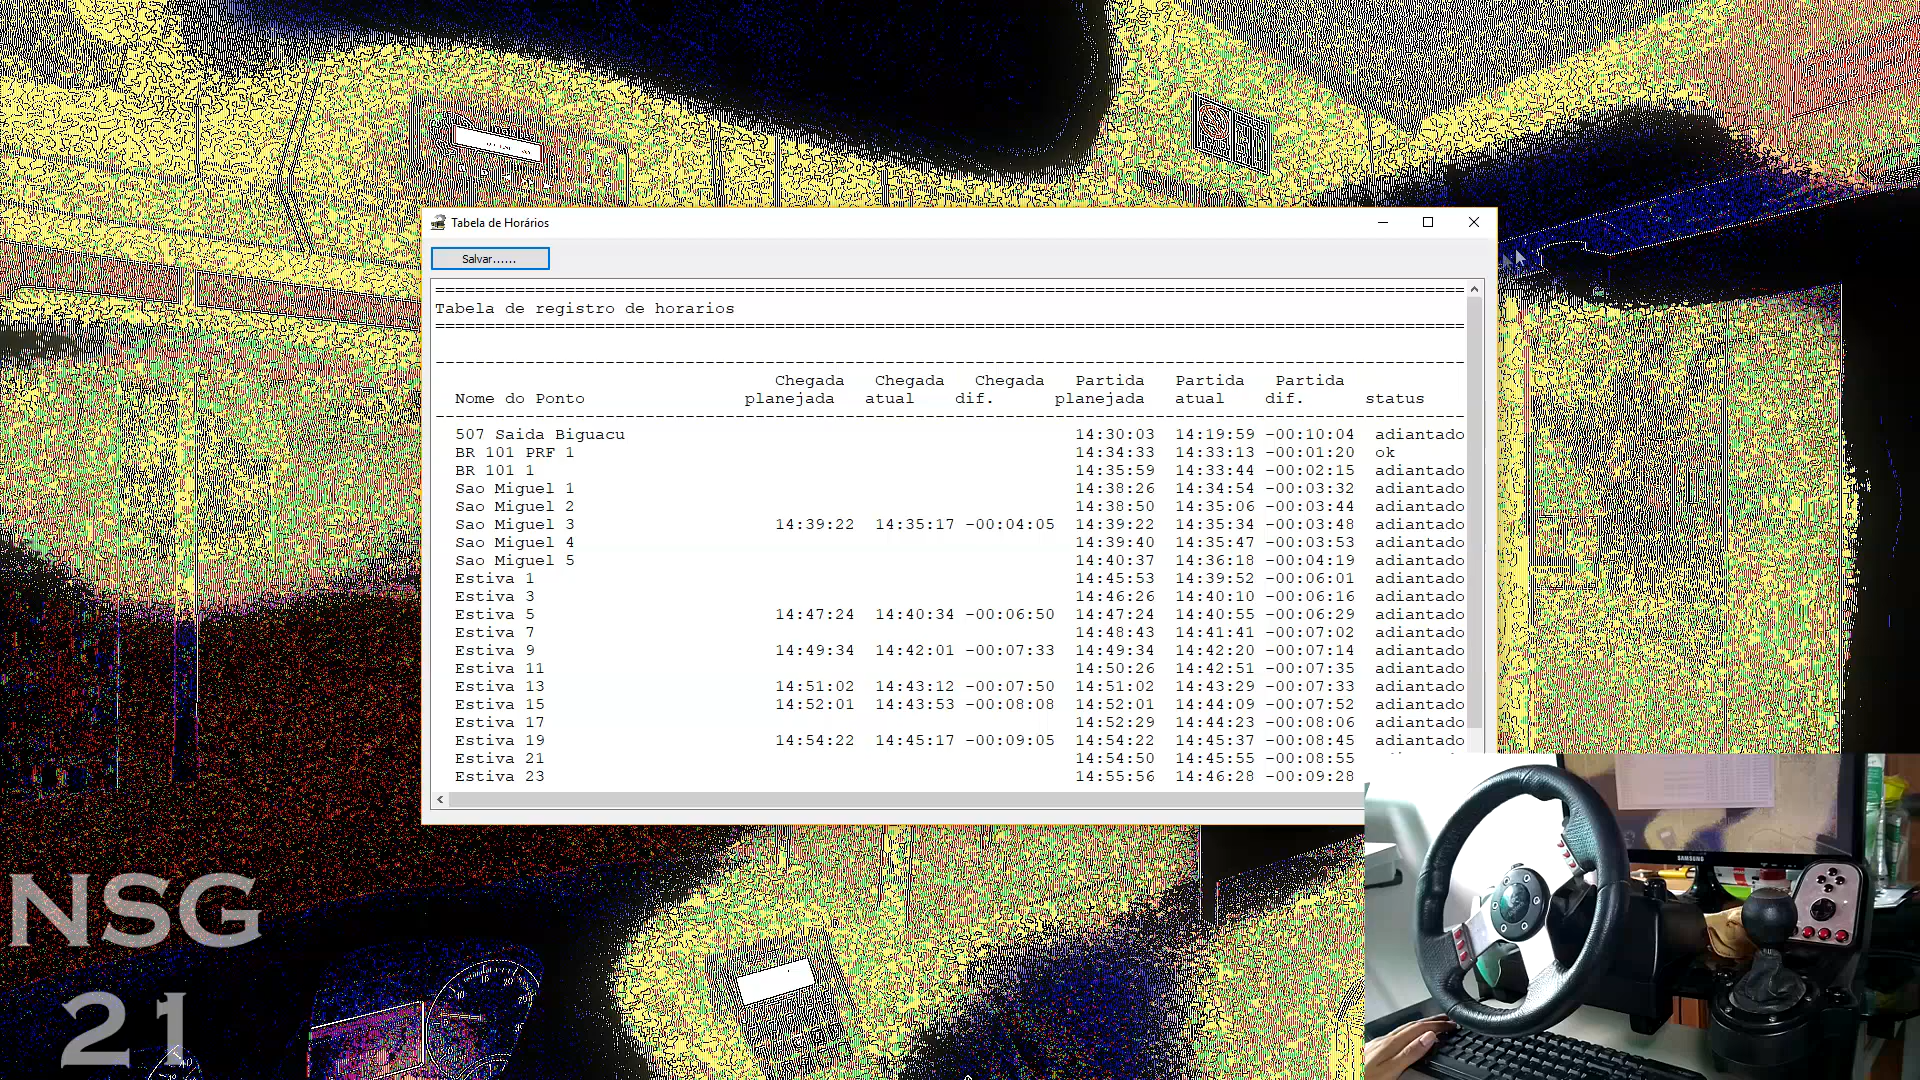 Tabela de Horários
Salvar......
==========================================================================================
Tabela de registro de horarios
==========================================================================================
------------------------------------------------------------------------------------------
Chegada Chegada Chegada Partida Partida Partida
Nome do Ponto planejada atual dif. planejada atual dif. status
------------------------------------------------------------------------------------------
507 Saida Biguacu 14:30:03 14:19:59 -00:10:04 adiantado
BR 101 PRF 1 14:34:33 14:33:13 -00:01:20 ok
BR 101 1 14:35:59 14:33:44 -00:02:15 adiantado
Sao Miguel 1 14:38:26 14:34:54 -00:03:32 adiantado
Sao Miguel 2 14:38:50 14:35:06 -00:03:44 adiantado
Sao Miguel 3 14:39:22 14:35:17 -00:04:05 14:39:22 14:35:34 -00:03:48 adiantado
Sao Miguel 4 14:39:40 14:35:47 -00:03:53 adiantado
Sao Miguel 5 14:40:37 14:36:18 -00:04:19 adiantado
Estiva 1 14:45:53 14:39:52 -00:06:01 adiantado
Estiva 3 14:46:26 14:40:10 -00:06:16 adiantado
Estiva 5 14:47:24 14:40:34 -00:06:50 14:47:24 14:40:55 -00:06:29 adiantado
Estiva 7 14:48:43 14:41:41 -00:07:02 adiantado
Estiva 9 14:49:34 14:42:01 -00:07:33 14:49:34 14:42:20 -00:07:14 adiantado
Estiva 11 14:50:26 14:42:51 -00:07:35 adiantado
Estiva 13 14:51:02 14:43:12 -00:07:50 14:51:02 14:43:29 -00:07:33 adiantado
Estiva 15 14:52:01 14:43:53 -00:08:08 14:52:01 14:44:09 -00:07:52 adiantado
Estiva 17 14:52:29 14:44:23 -00:08:06 adiantado
Estiva 19 14:54:22 14:45:17 -00:09:05 14:54:22 14:45:37 -00:08:45 adiantado
Estiva 21 14:54:50 14:45:55 -00:08:55
Estiva 23 14:55:56 14:46:28 -00:09:28
SAMSUNG
NSG
21